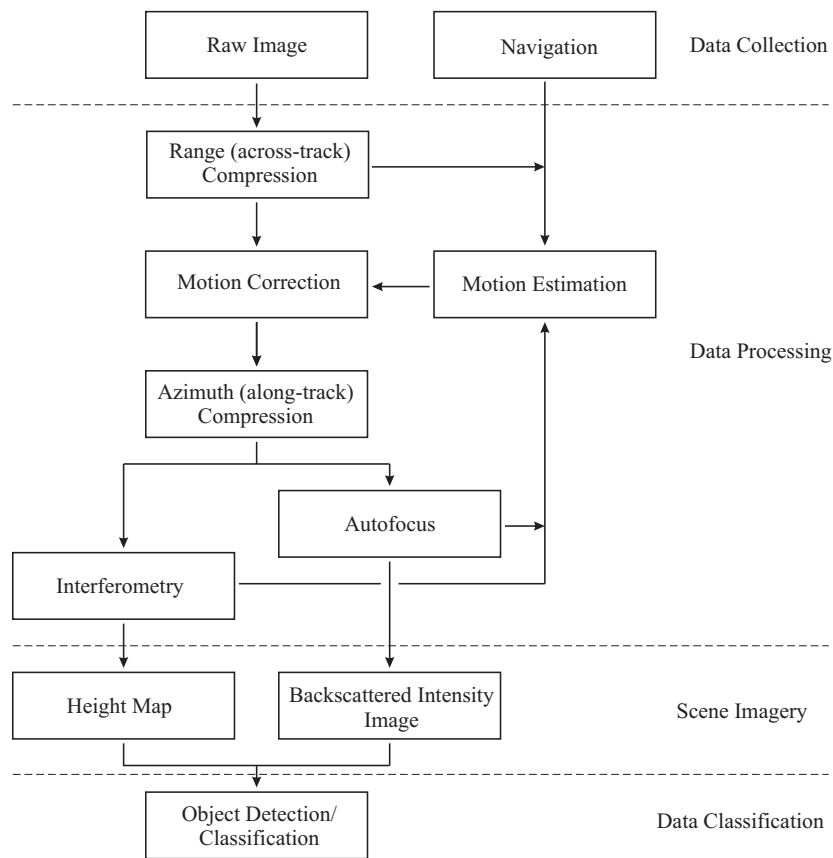 Raw Image
Navigation
Data Collection
Range (across-track)
Compression
Motion Correction
Motion Estimation
Data Processing
Azimuth (along-track)
Compression
Autofocus
Interferometry
Height Map
Backscattered Intensity
Image
Scene Imagery
Object Detection/
Classification
Data Classification